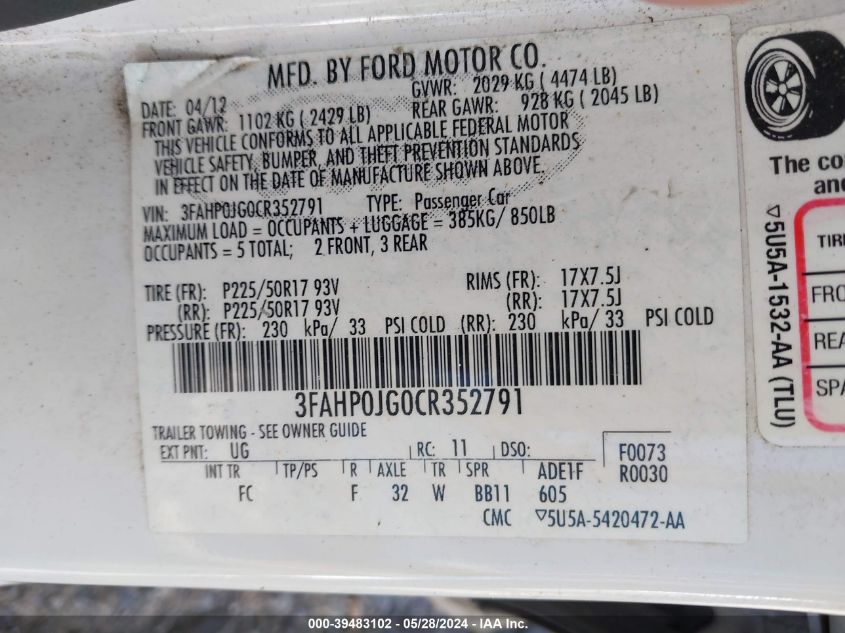 MFD. BY FORD MOTOR CO.
DATE: 04/12 GVWR: 2029 KG ( 4474 LB)
FRONT GAWR: 1102 KG ( 2429 LB) REAR GAWR: 928 KG ( 2045 LB)
THIS VEHICLE CONFORMS TO ALL APPLICABLE FEDERAL MOTOR
VEHICLE SAFETY, BUMPER, AND THEFT PREVENTION STANDARDS
IN EFFECT ON THE DATE OF MANUFACTURE SHOWN ABOVE.
VIN: 3FAHP0JG0CR352791 TYPE: Passenger Car
MAXIMUM LOAD = OCCUPANTS + LUGGAGE = 385KG/ 850LB
OCCUPANTS = 5 TOTAL; 2 FRONT, 3 REAR
TIRE (FR): P225/50R17 93V RIMS (FR): 17X7.5J
(RR): P225/50R17 93V (RR): 17X7.5J
PRESSURE (FR): 230 kPa/ 33 PSI COLD (RR): 230 kPa/ 33 PSI COLD
3FAHP0JG0CR352791
TRAILER TOWING - SEE OWNER GUIDE
EXT PNT: UG RC: 11 DSO: F0073
INT TR TP/PS R AXLE TR SPR ADE1F R0030
FC F 32 W BB11 605
CMC ▽5U5A-5420472-AA
The co
an
▽5U5A-1532-AA (TLU)
TIRE
FRO
REA
SPA
000-39483102 - 05/28/2024 - IAA Inc.